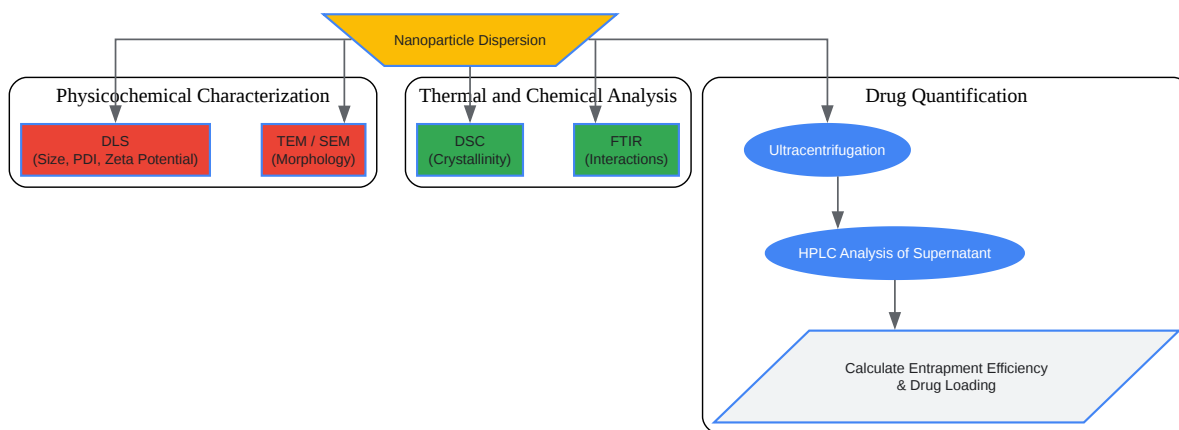 Nanoparticle Dispersion
Physicochemical Characterization
DLS
(Size, PDI, Zeta Potential)
TEM / SEM
(Morphology)
Thermal and Chemical Analysis
DSC
(Crystallinity)
FTIR
(Interactions)
Drug Quantification
Ultracentrifugation
HPLC Analysis of Supernatant
Calculate Entrapment Efficiency
& Drug Loading